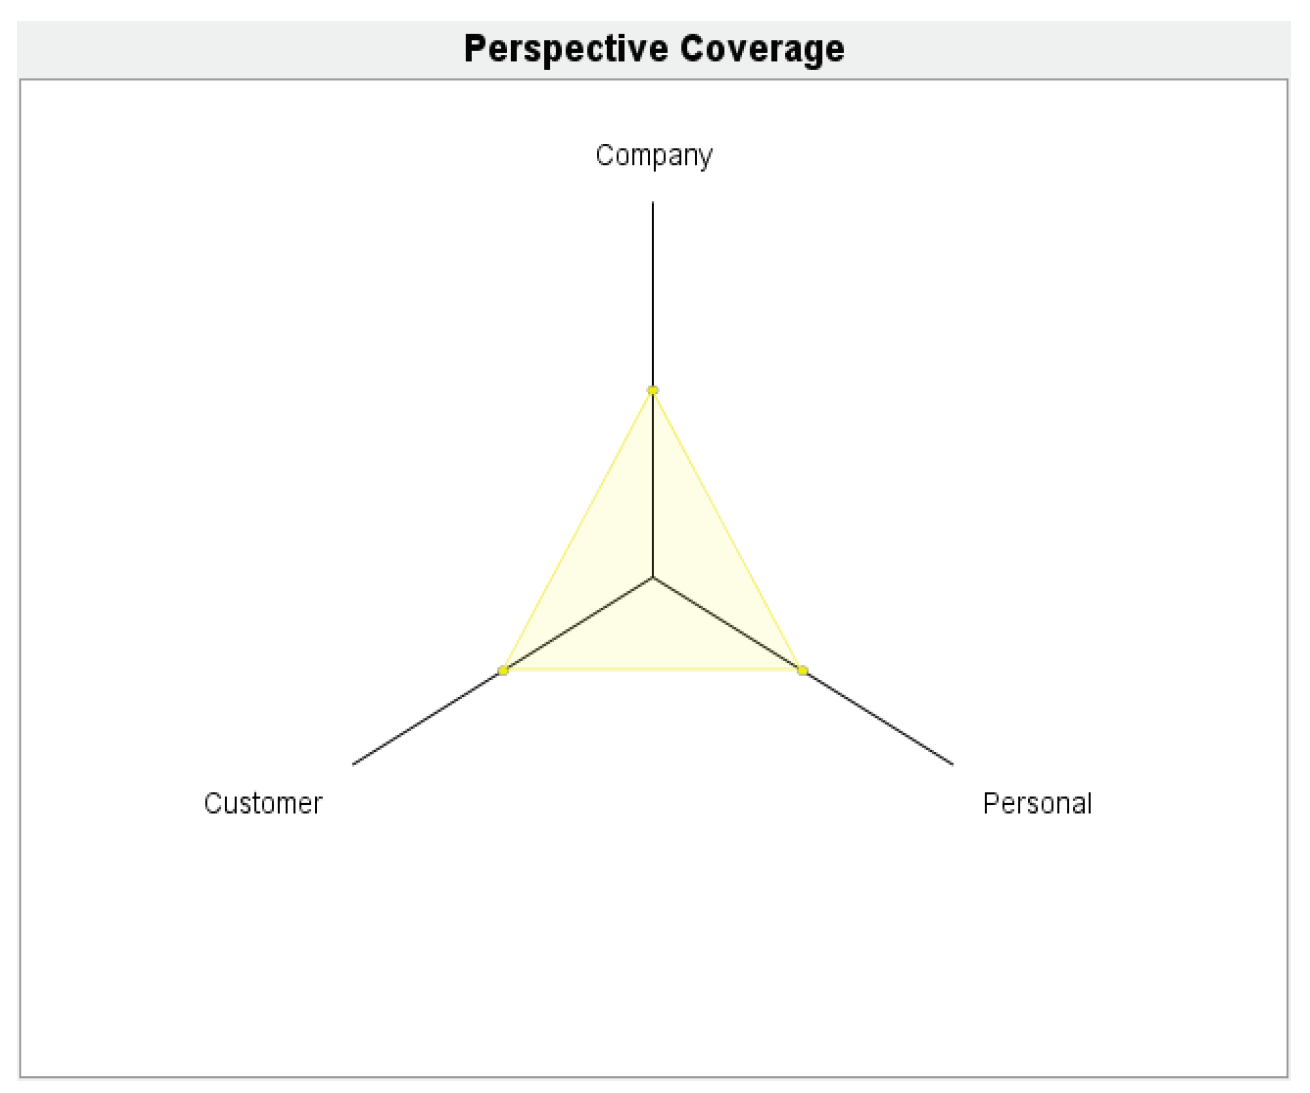 Perspective Coverage
Company
Customer
Personal